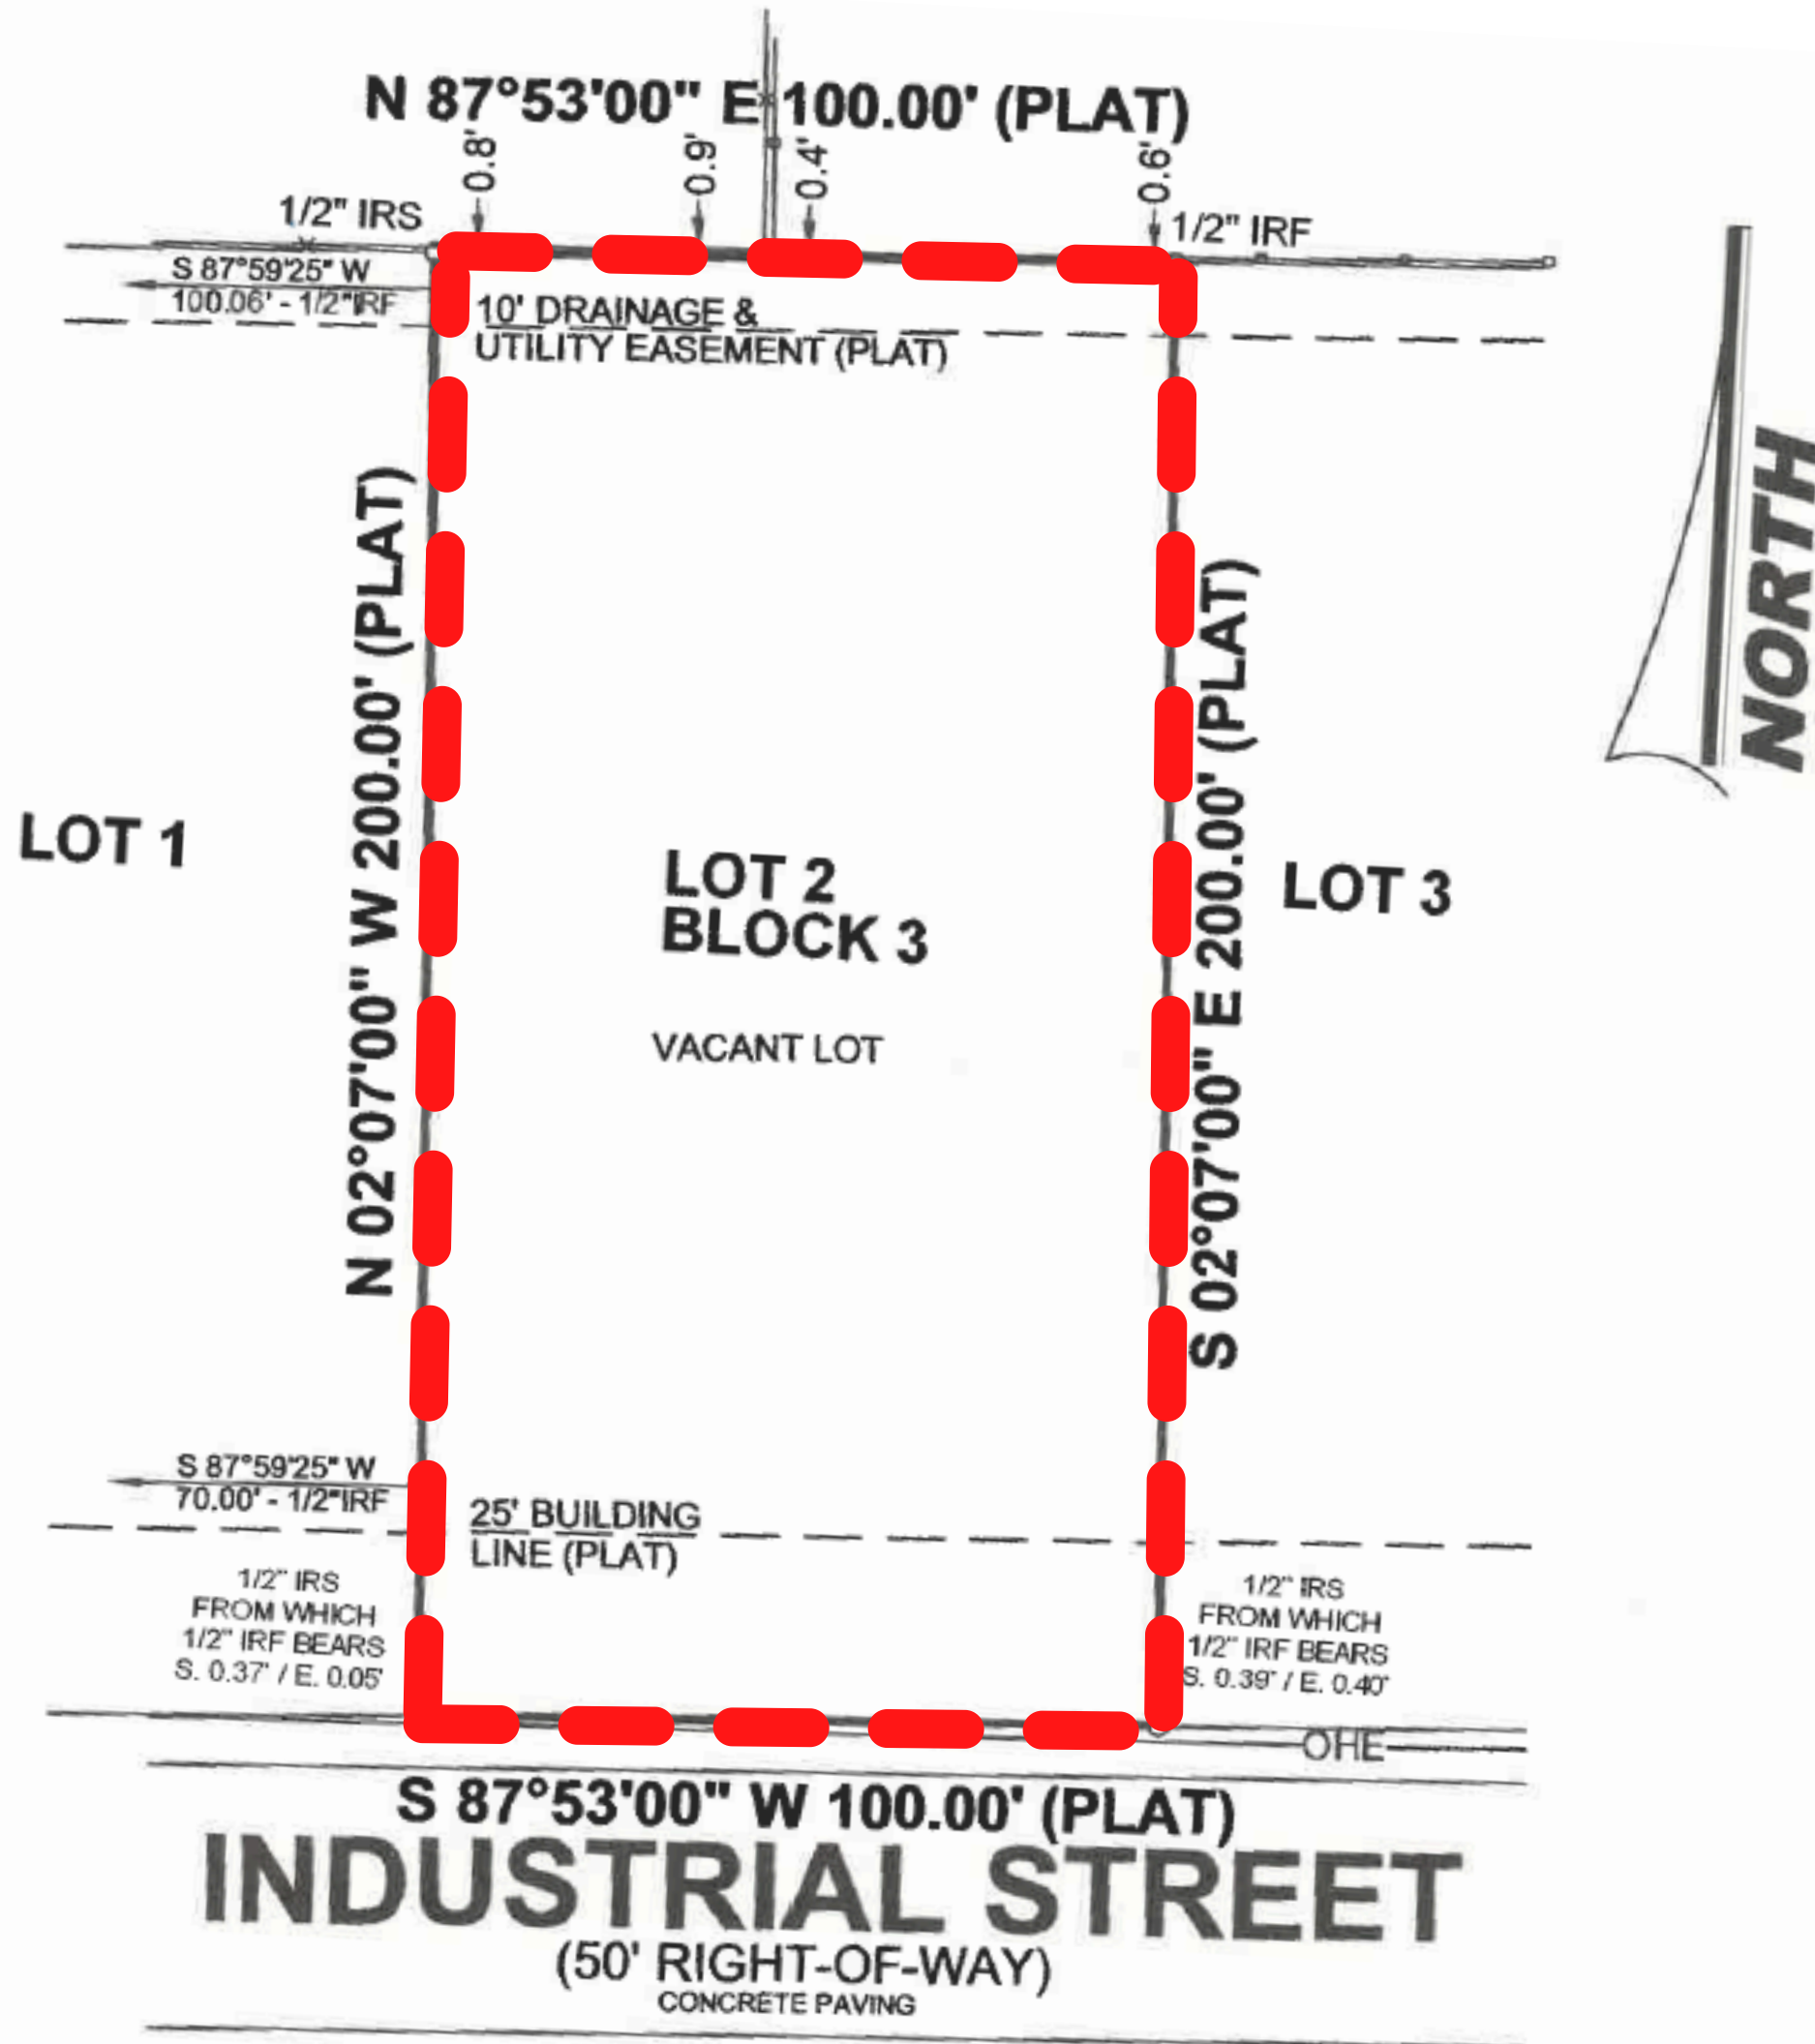 N 87°53'00" E 100.00' (PLAT)
0.8'
0.9'
0.4'
0.6'
1/2" IRS
1/2" IRF
S 87°59'25" W
100.06' - 1/2"IRF
10' DRAINAGE &
UTILITY EASEMENT (PLAT)
NORTH
N 02°07'00" W 200.00' (PLAT)
S 02°07'00" E 200.00' (PLAT)
LOT 1
LOT 2
BLOCK 3
LOT 3
VACANT LOT
S 87°59'25" W
70.00' - 1/2"IRF
25' BUILDING
LINE (PLAT)
1/2" IRS
FROM WHICH
1/2" IRF BEARS
S. 0.37' / E. 0.05'
1/2" IRS
FROM WHICH
1/2" IRF BEARS
S. 0.39' / E. 0.40'
OHE
S 87°53'00" W 100.00' (PLAT)
INDUSTRIAL STREET
(50' RIGHT-OF-WAY)
CONCRETE PAVING